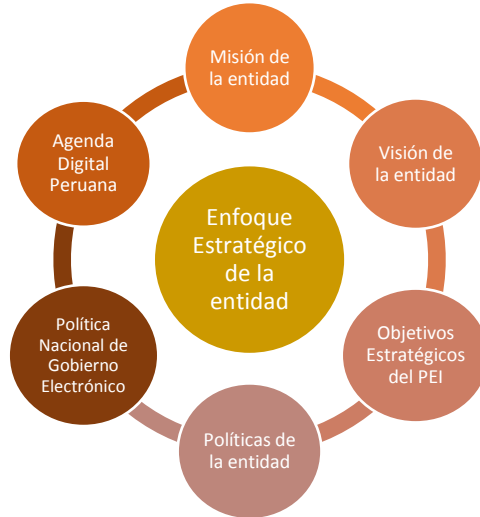 Misión de
la entidad
Visión de
la entidad
Objetivos
Estratégicos
del PEI
Políticas de
la entidad
Política
Nacional de
Gobierno
Electrónico
Agenda
Digital
Peruana
Enfoque
Estratégico
de la
entidad